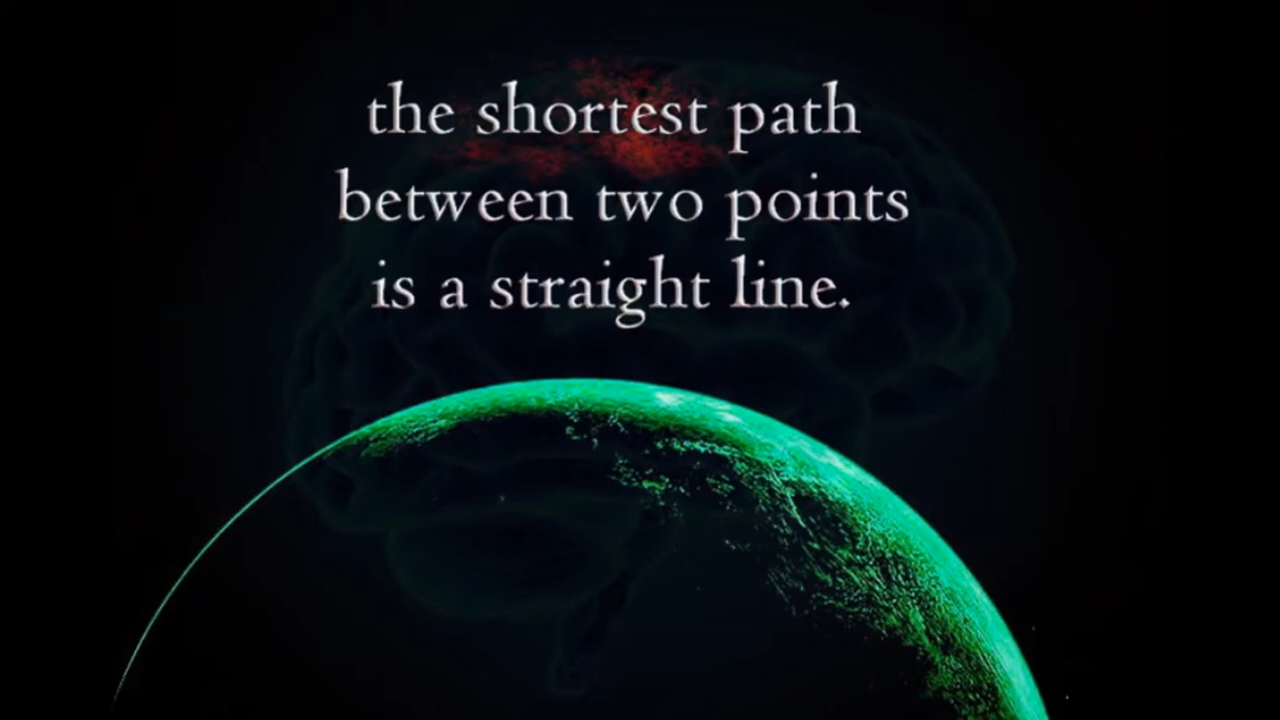 the shortest path
between two points
is a straight line.